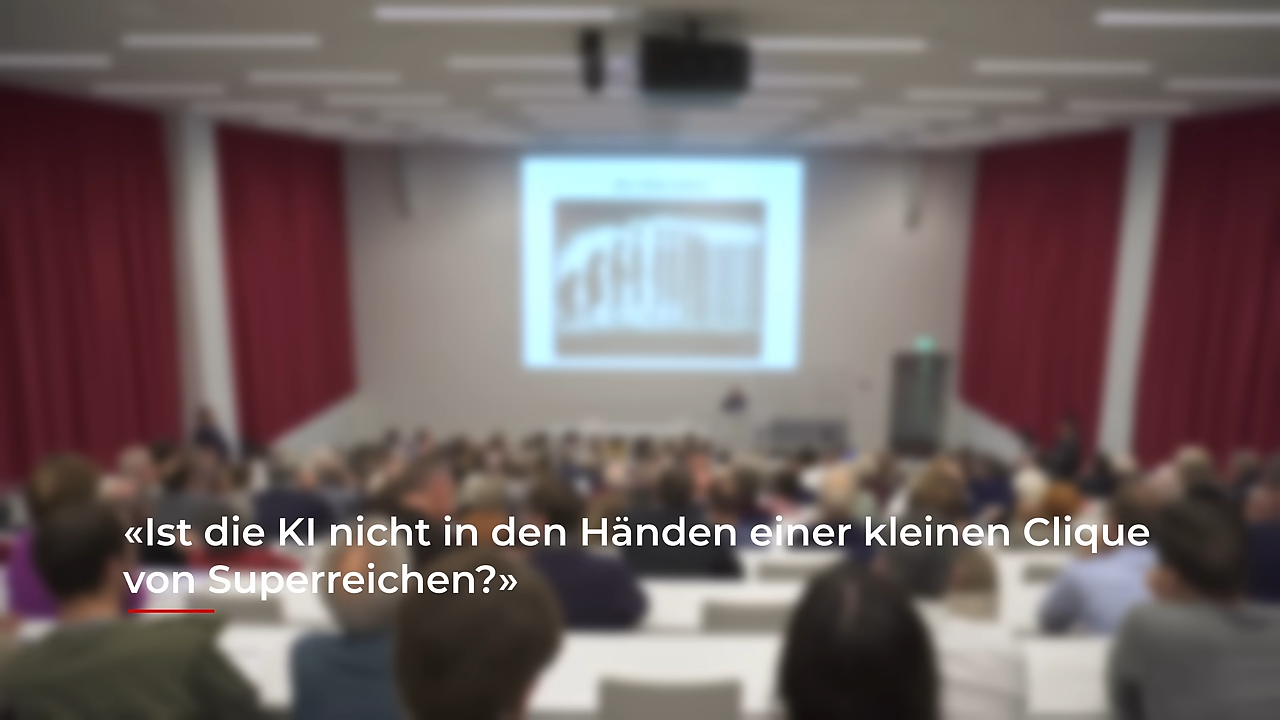 «Ist die KI nicht in den Händen einer kleinen Clique
von Superreichen?»